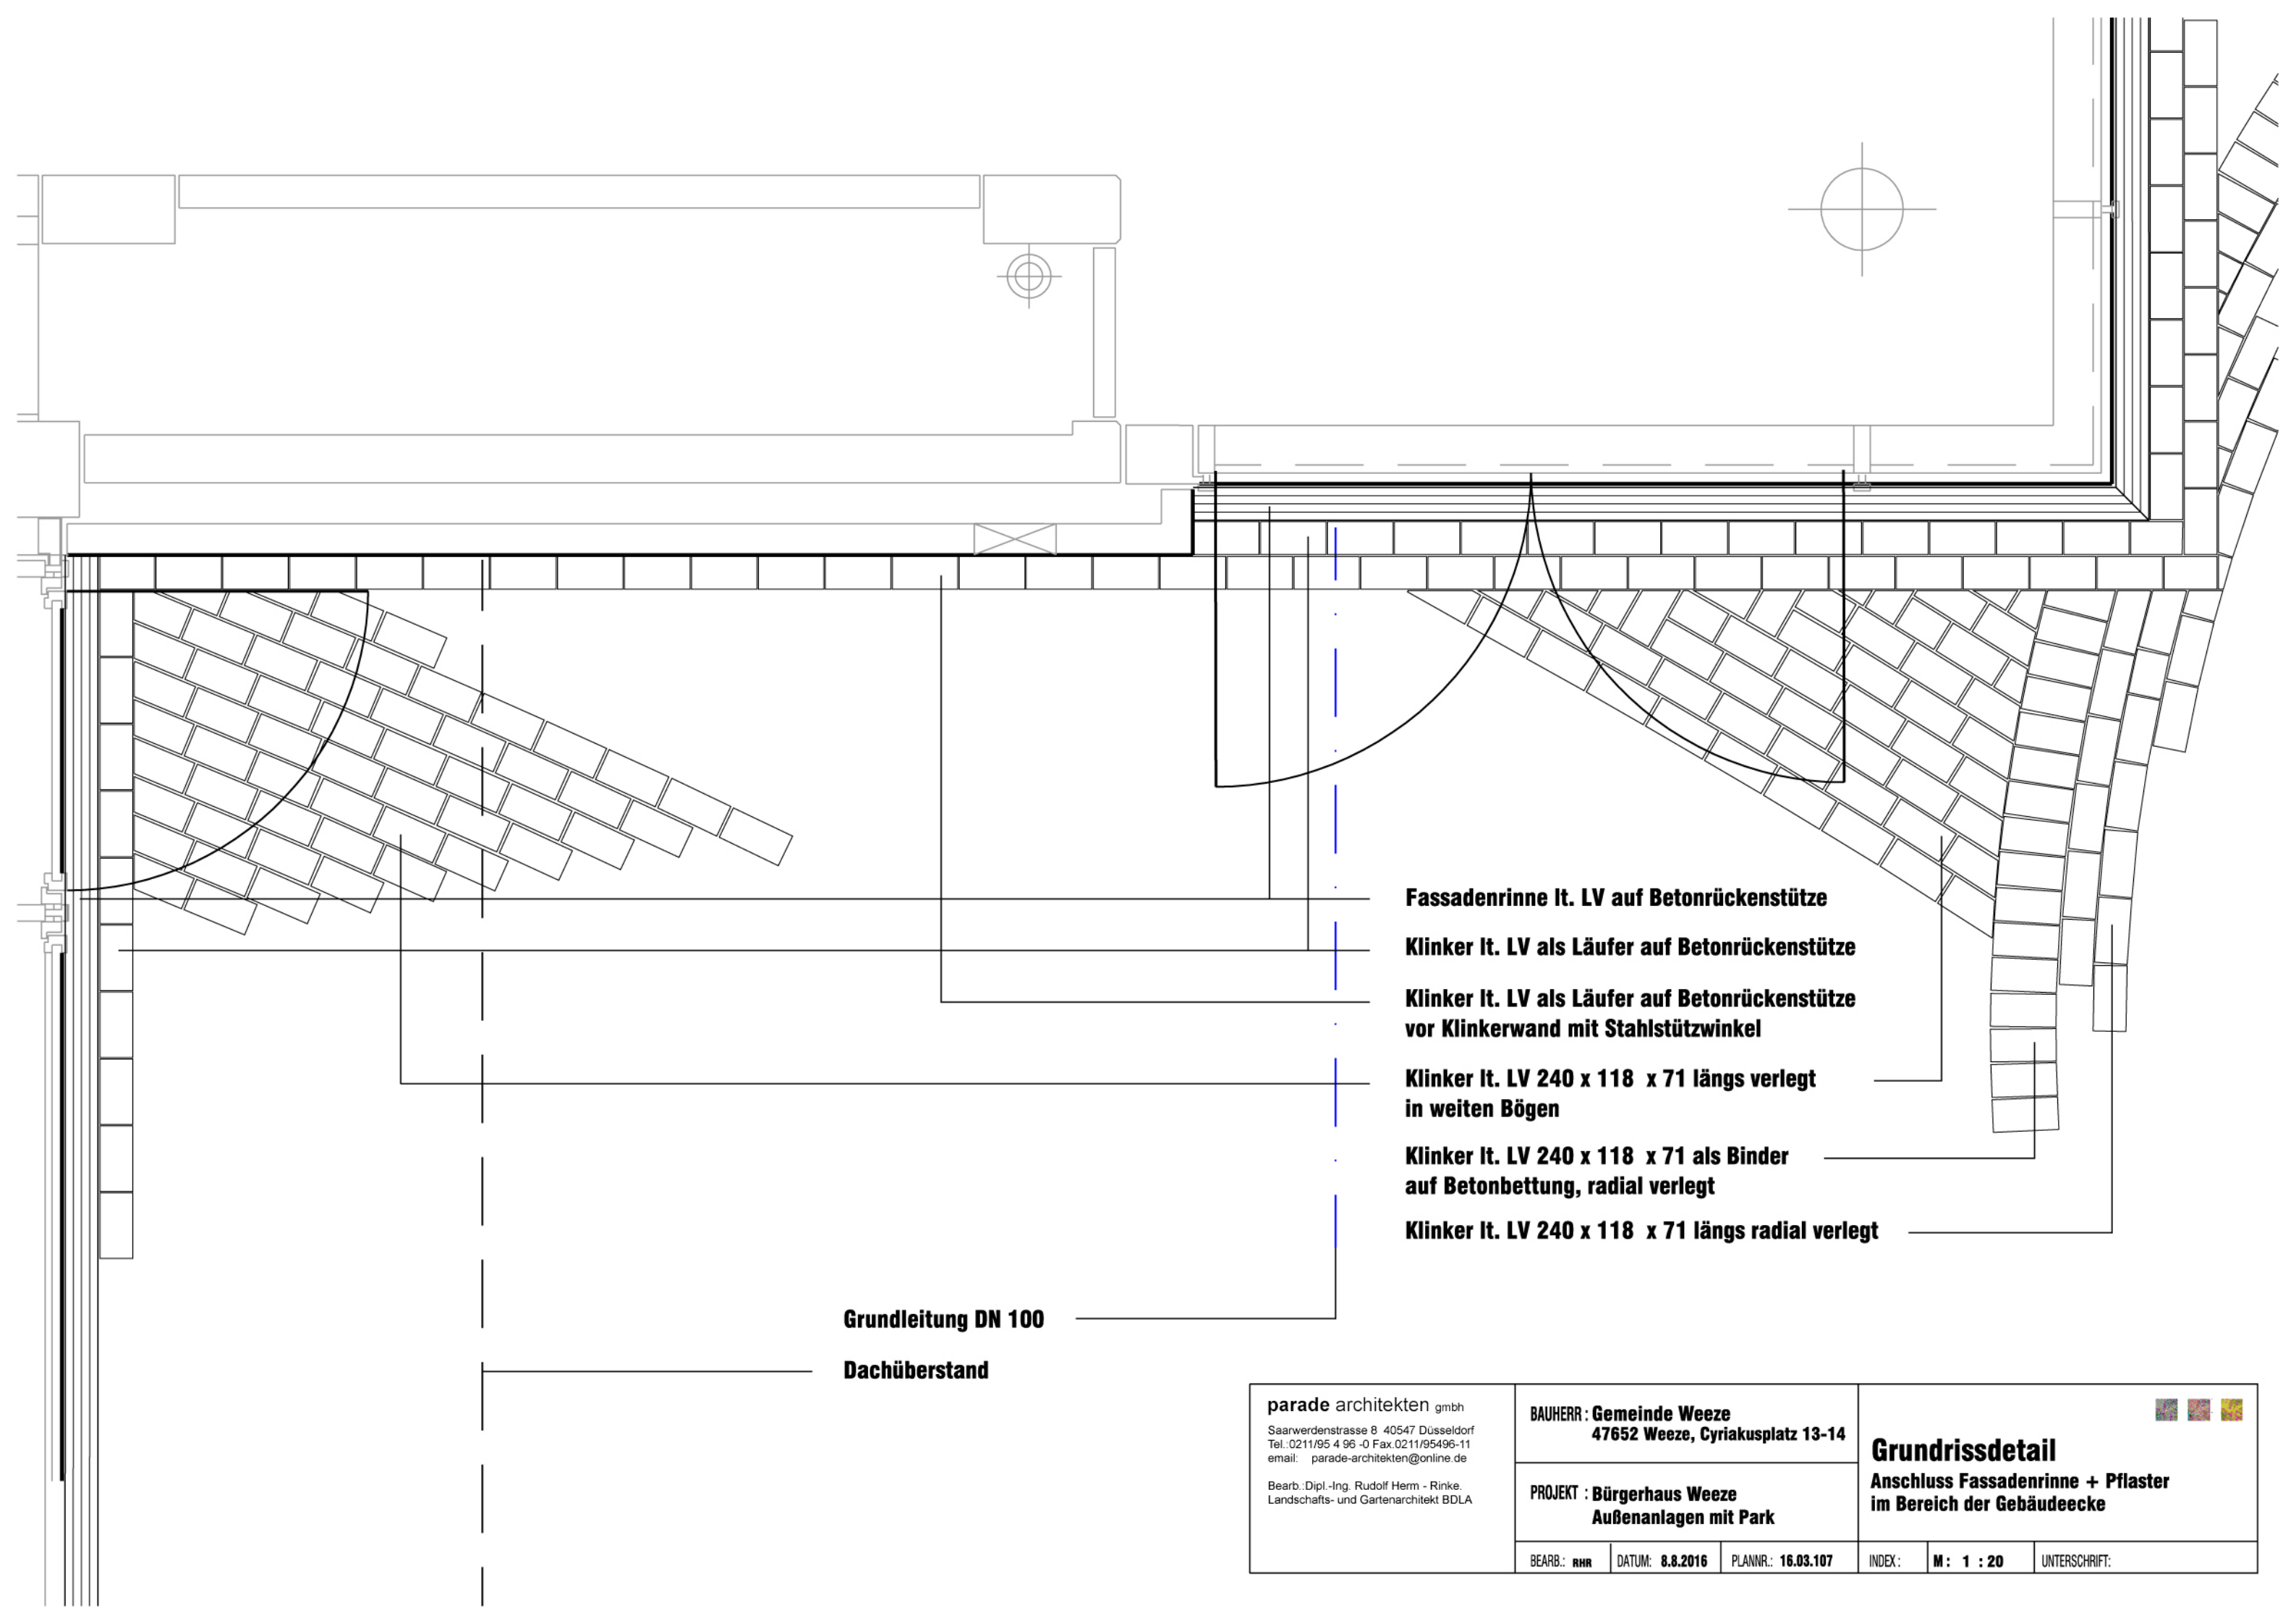 Fassadenrinne lt. LV auf Betonrückenstütze
Klinker lt. LV als Läufer auf Betonrückenstütze
Klinker lt. LV als Läufer auf Betonrückenstütze
vor Klinkerwand mit Stahlstützwinkel
Klinker lt. LV 240 x 118 x 71 längs verlegt
in weiten Bögen
Klinker lt. LV 240 x 118 x 71 als Binder
auf Betonbettung, radial verlegt
Klinker lt. LV 240 x 118 x 71 längs radial verlegt
Grundleitung DN 100
Dachüberstand
parade architekten gmbh
Saarwerdenstrasse 8 40547 Düsseldorf
Tel.:0211/95 4 96 -0 Fax.0211/95496-11
email: parade-architekten@online.de
Bearb.:Dipl.-Ing. Rudolf Herm - Rinke.
Landschafts- und Gartenarchitekt BDLA
BAUHERR : Gemeinde Weeze
47652 Weeze, Cyriakusplatz 13-14
PROJEKT : Bürgerhaus Weeze
Außenanlagen mit Park
BEARB.: RHR DATUM: 8.8.2016 PLANNR.: 16.03.107
Grundrissdetail
Anschluss Fassadenrinne + Pflaster
im Bereich der Gebäudeecke
INDEX : M : 1 : 20 UNTERSCHRIFT: